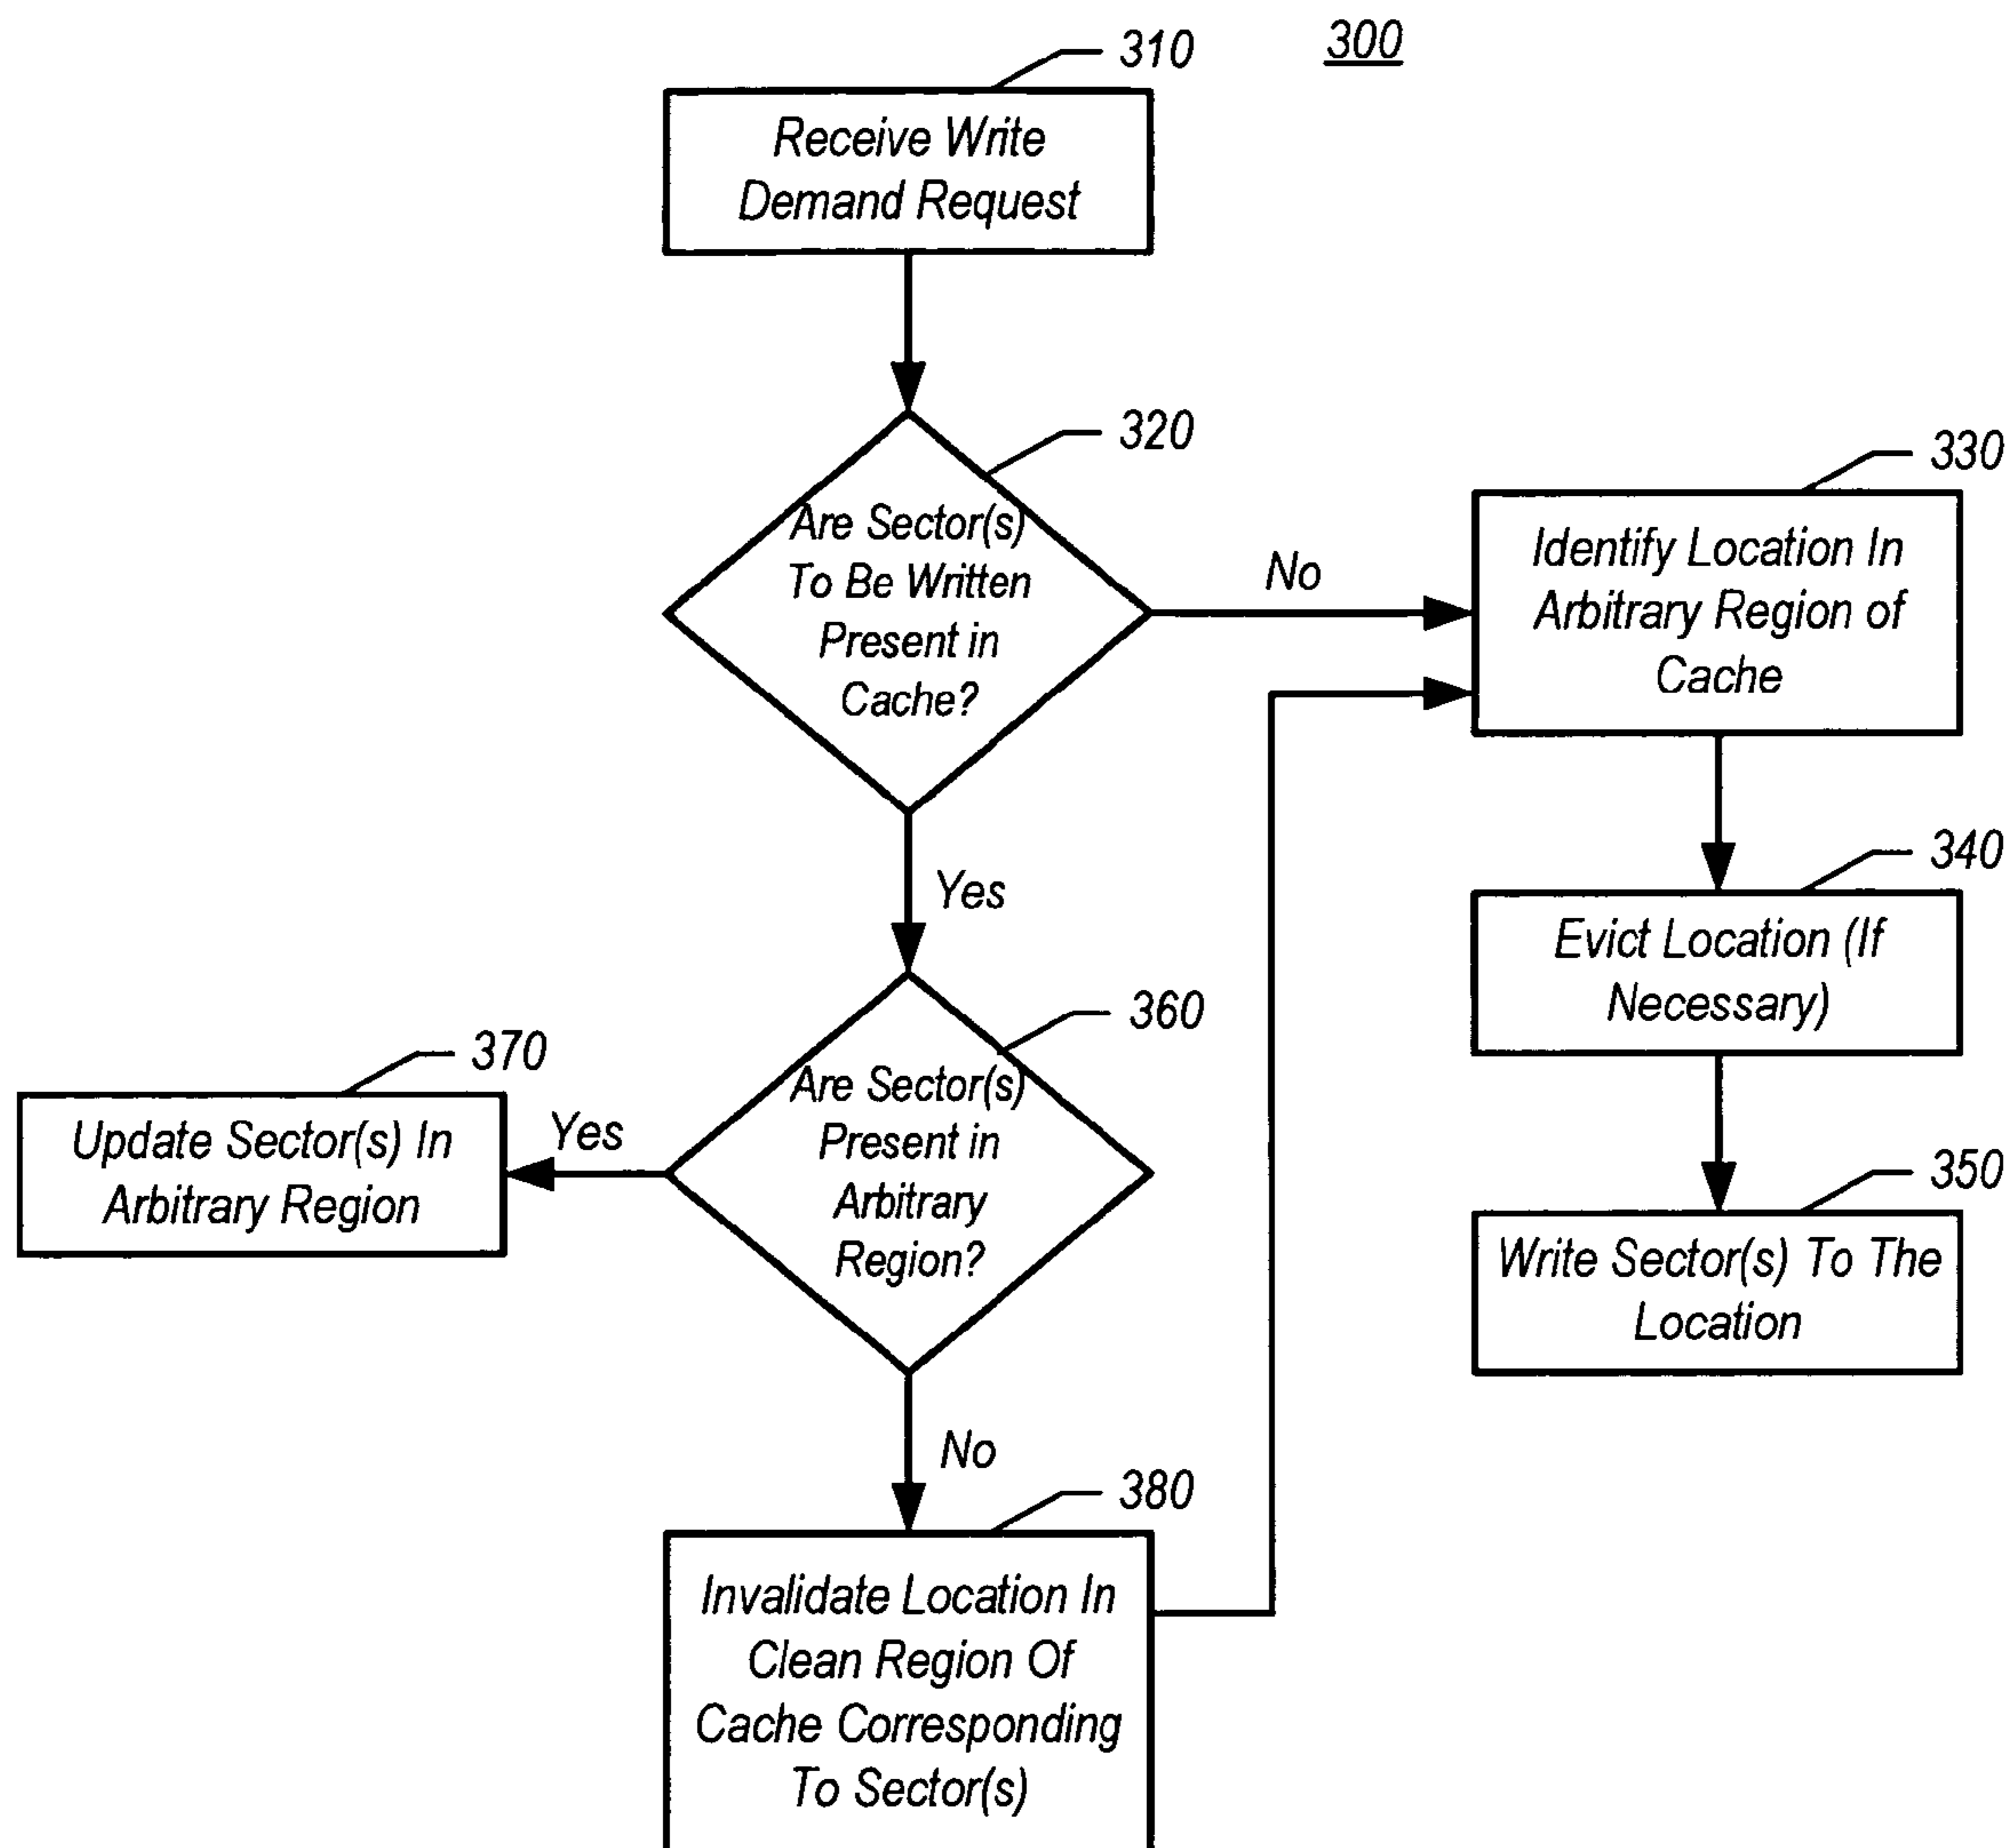 300
310
Receive Write
Demand Request
320
Are Sector(s)
To Be Written
Present in
Cache?
No
330
Identify Location In
Arbitrary Region of
Cache
Yes
340
Evict Location (If
Necessary)
350
Write Sector(s) To The
Location
360
Are Sector(s)
Present in
Arbitrary
Region?
Yes
370
Update Sector(s) In
Arbitrary Region
No
380
Invalidate Location In
Clean Region Of
Cache Corresponding
To Sector(s)